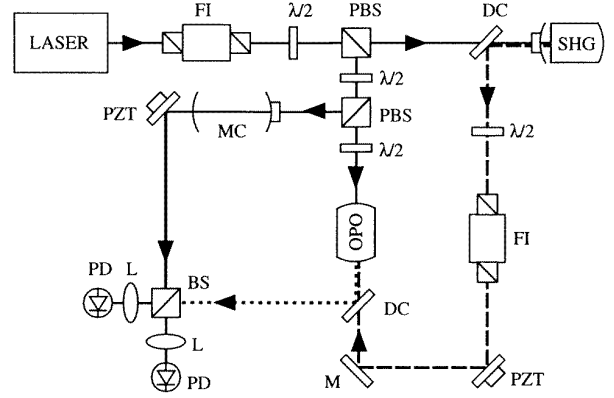 FI
λ/2
PBS
DC
LASER
SHG
λ/2
PZT
MC
PBS
λ/2
λ/2
OPO
FI
PD
L
BS
DC
L
PD
M
PZT